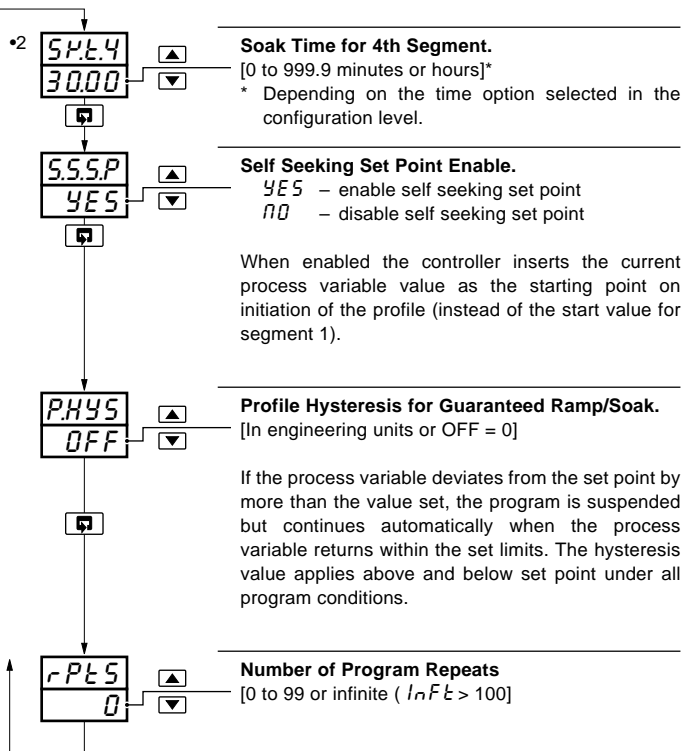 •2
SK.t.4
30.00
Soak Time for 4th Segment.
[0 to 999.9 minutes or hours]*
* Depending on the time option selected in the
configuration level.
S.S.S.P
YES
Self Seeking Set Point Enable.
YES – enable self seeking set point
NO – disable self seeking set point
When enabled the controller inserts the current
process variable value as the starting point on
initiation of the profile (instead of the start value for
segment 1).
P.HYS
OFF
Profile Hysteresis for Guaranteed Ramp/Soak.
[In engineering units or OFF = 0]
If the process variable deviates from the set point by
more than the value set, the program is suspended
but continues automatically when the process
variable returns within the set limits. The hysteresis
value applies above and below set point under all
program conditions.
rPtS
0
Number of Program Repeats
[0 to 99 or infinite ( InFt > 100]